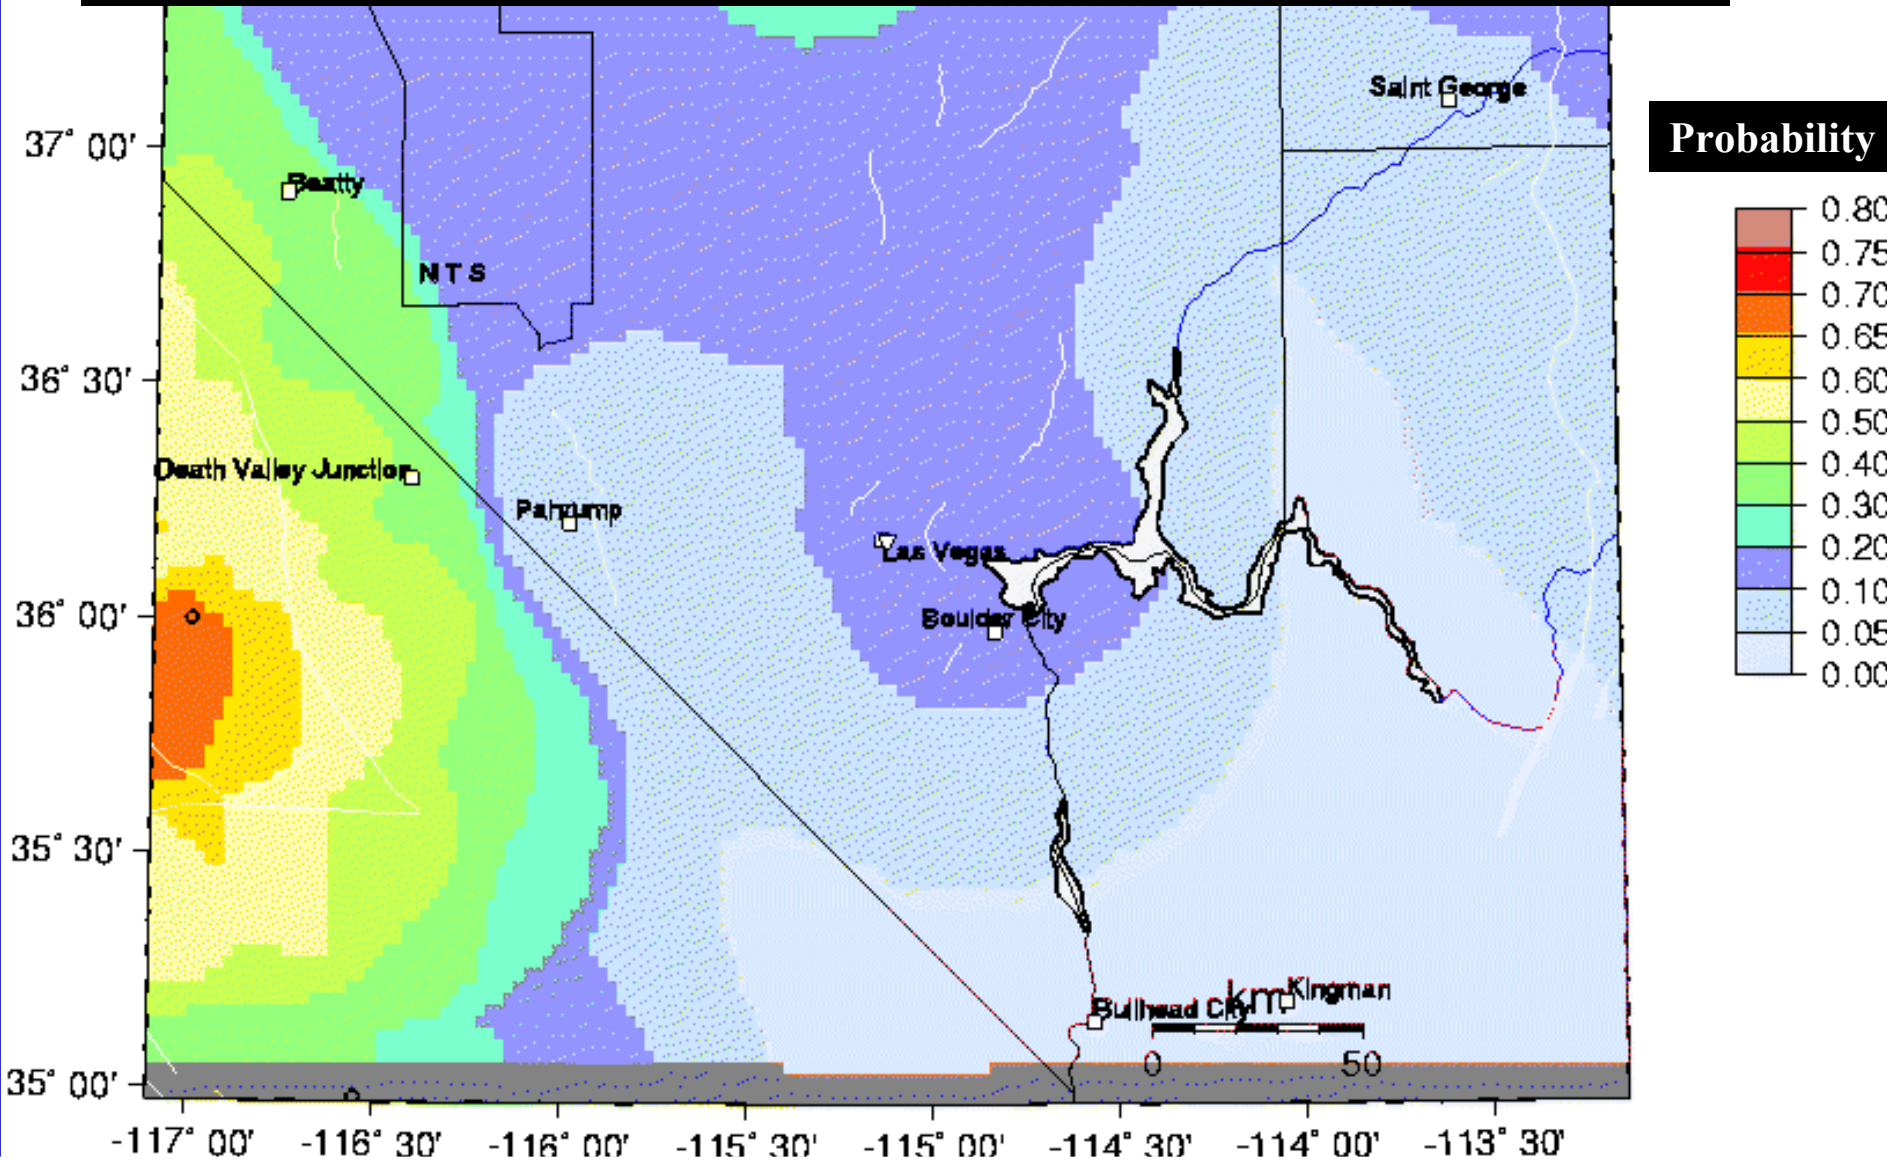 Saint George
37° 00'
Probability
Beatty
0.80
0.75
N T S
0.70
0.65
36° 30'
0.60
0.50
Death Valley Junction
0.40
Pahrump
0.30
Las Vegas
0.20
36° 00'
Boulder City
0.10
0.05
0.00
35° 30'
km
Kingman
Bullhead City
0 50
35° 00'
-117° 00' -116° 30' -116° 00' -115° 30' -115° 00' -114° 30' -114° 00' -113° 30'